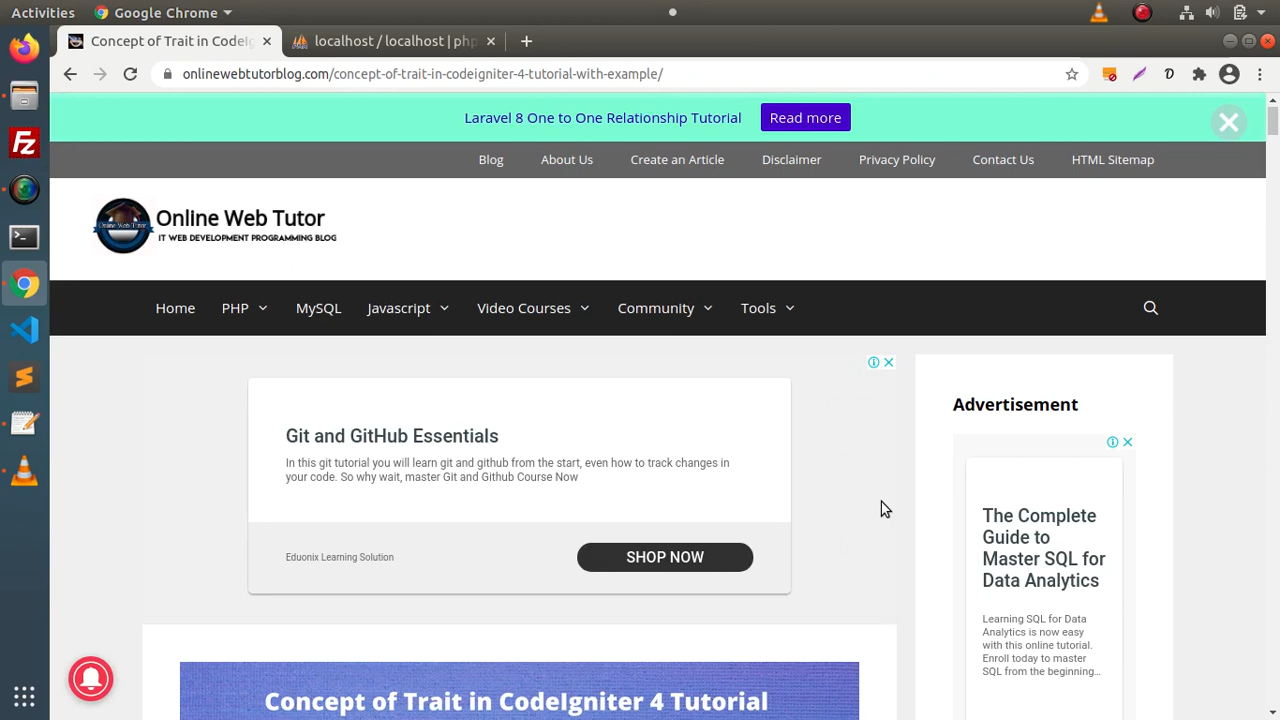 Activities
Google Chrome
Concept of Trait in CodeIg
localhost / localhost | php
onlinewebtutorblog.com/concept-of-trait-in-codeigniter-4-tutorial-with-example/
Laravel 8 One to One Relationship Tutorial
Read more
Blog
About Us
Create an Article
Disclaimer
Privacy Policy
Contact Us
HTML Sitemap
Online Web Tutor
Online Web Tutor
IT WEB DEVELOPMENT PROGRAMMING BLOG
Home
PHP
MySQL
Javascript
Video Courses
Community
Tools
Git and GitHub Essentials
In this git tutorial you will learn git and github from the start, even how to track changes in
your code. So why wait, master Git and Github Course Now
Eduonix Learning Solution
SHOP NOW
Advertisement
The Complete
Guide to
Master SQL for
Data Analytics
Learning SQL for Data
Analytics is now easy
with this online tutorial.
Enroll today to master
SQL from the beginning...
Concept of Trait in CodeIgniter 4 Tutorial